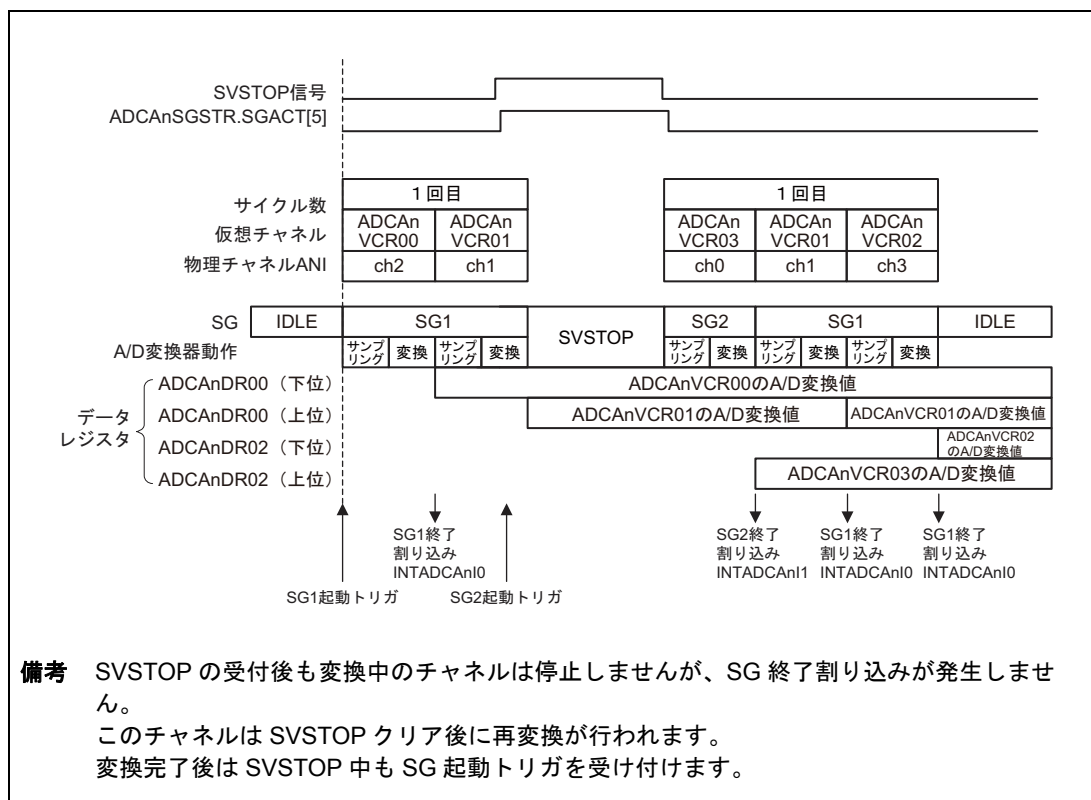 SVSTOP信号
ADCAnSGSTR.SGACT[5]
サイクル数
1回目
1回目
仮想チャネル
ADCAn
VCR00
ADCAn
VCR01
ADCAn
VCR03
ADCAn
VCR01
ADCAn
VCR02
物理チャネルANI
ch2
ch1
ch0
ch1
ch3
SG
IDLE
SG1
SVSTOP
SG2
SG1
IDLE
A/D変換器動作
サンプ
リング
変換
サンプ
リング
変換
サンプ
リング
変換
サンプ
リング
変換
サンプ
リング
変換
データ
レジスタ
ADCAnDR00（下位）
ADCAnVCR00のA/D変換値
ADCAnDR00（上位）
ADCAnVCR01のA/D変換値
ADCAnVCR01のA/D変換値
ADCAnDR02（下位）
ADCAnVCR02
のA/D変換値
ADCAnDR02（上位）
ADCAnVCR03のA/D変換値
SG1終了
割り込み
INTADCAnI0
SG2終了
割り込み
INTADCAnI1
SG1終了
割り込み
INTADCAnI0
SG1終了
割り込み
INTADCAnI0
SG1起動トリガ
SG2起動トリガ
備考 SVSTOP の受付後も変換中のチャネルは停止しませんが、SG 終了割り込みが発生しませ
ん。
このチャネルは SVSTOP クリア後に再変換が行われます。
変換完了後は SVSTOP 中も SG 起動トリガを受け付けます。